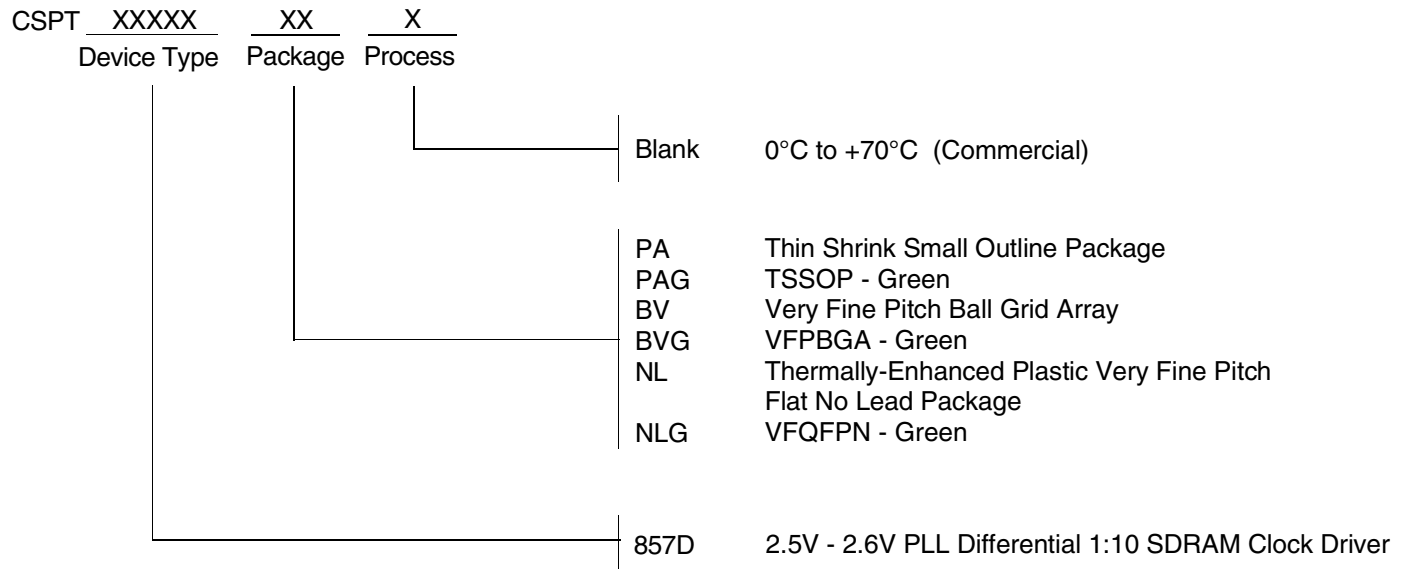 CSPT XXXXX XX X
Device Type Package Process
Blank 0°C to +70°C (Commercial)
PA Thin Shrink Small Outline Package
PAG TSSOP - Green
BV Very Fine Pitch Ball Grid Array
BVG VFPBGA - Green
NL Thermally-Enhanced Plastic Very Fine Pitch
Flat No Lead Package
NLG VFQFPN - Green
857D 2.5V - 2.6V PLL Differential 1:10 SDRAM Clock Driver